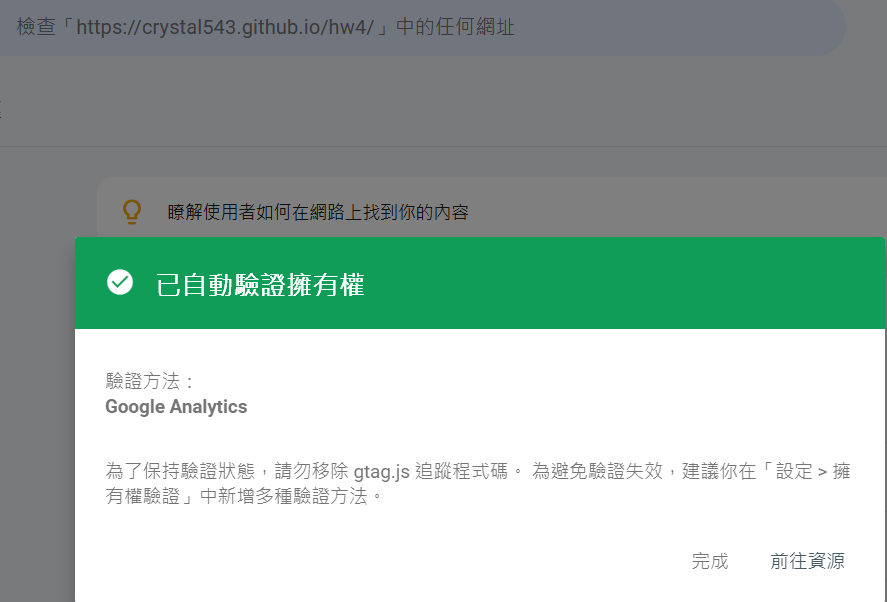 檢查「https://crystal543.github.io/hw4/」中的任何網址
瞭解使用者如何在網路上找到你的內容
已自動驗證擁有權
驗證方法：
Google Analytics
為了保持驗證狀態，請勿移除 gtag.js 追蹤程式碼。 為避免驗證失效，建議你在「設定 > 擁
有權驗證」中新增多種驗證方法。
完成
前往資源